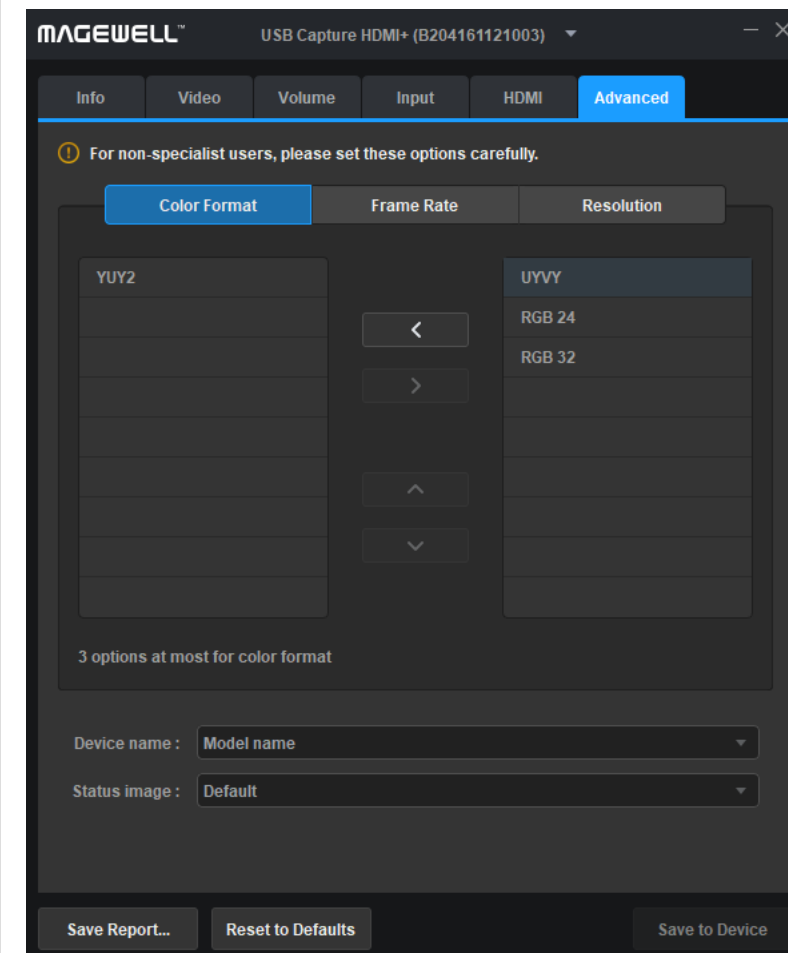 MAGEWELL™ USB Capture HDMI+ (B204161121003)
Info Video Volume Input HDMI Advanced
For non-specialist users, please set these options carefully.
Color Format Frame Rate Resolution
YUY2 UYVY
RGB 24
RGB 32
3 options at most for color format
Device name : Model name
Status image : Default
Save Report... Reset to Defaults Save to Device